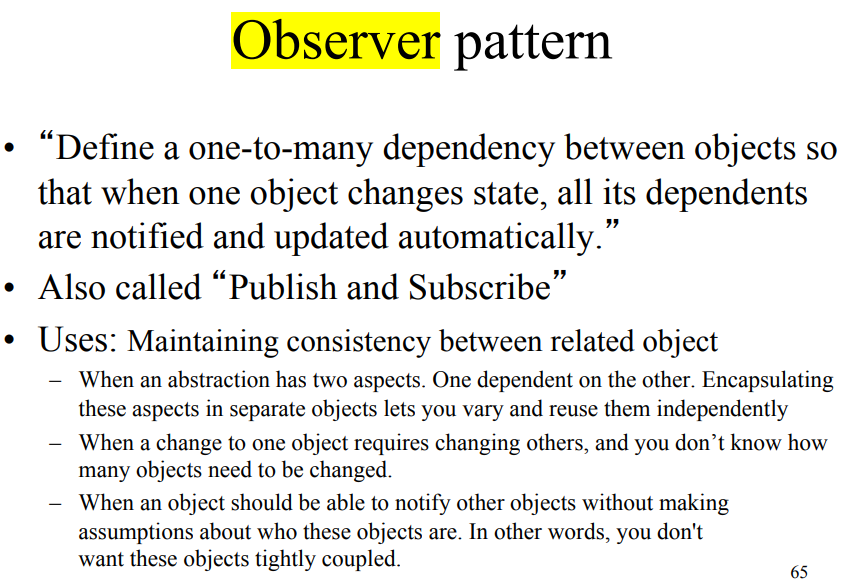 Observer pattern
• “Define a one-to-many dependency between objects so
that when one object changes state, all its dependents
are notified and updated automatically.”
• Also called “Publish and Subscribe”
• Uses: Maintaining consistency between related object
– When an abstraction has two aspects. One dependent on the other. Encapsulating
these aspects in separate objects lets you vary and reuse them independently
– When a change to one object requires changing others, and you don’t know how
many objects need to be changed.
– When an object should be able to notify other objects without making
assumptions about who these objects are. In other words, you don't
want these objects tightly coupled.
65